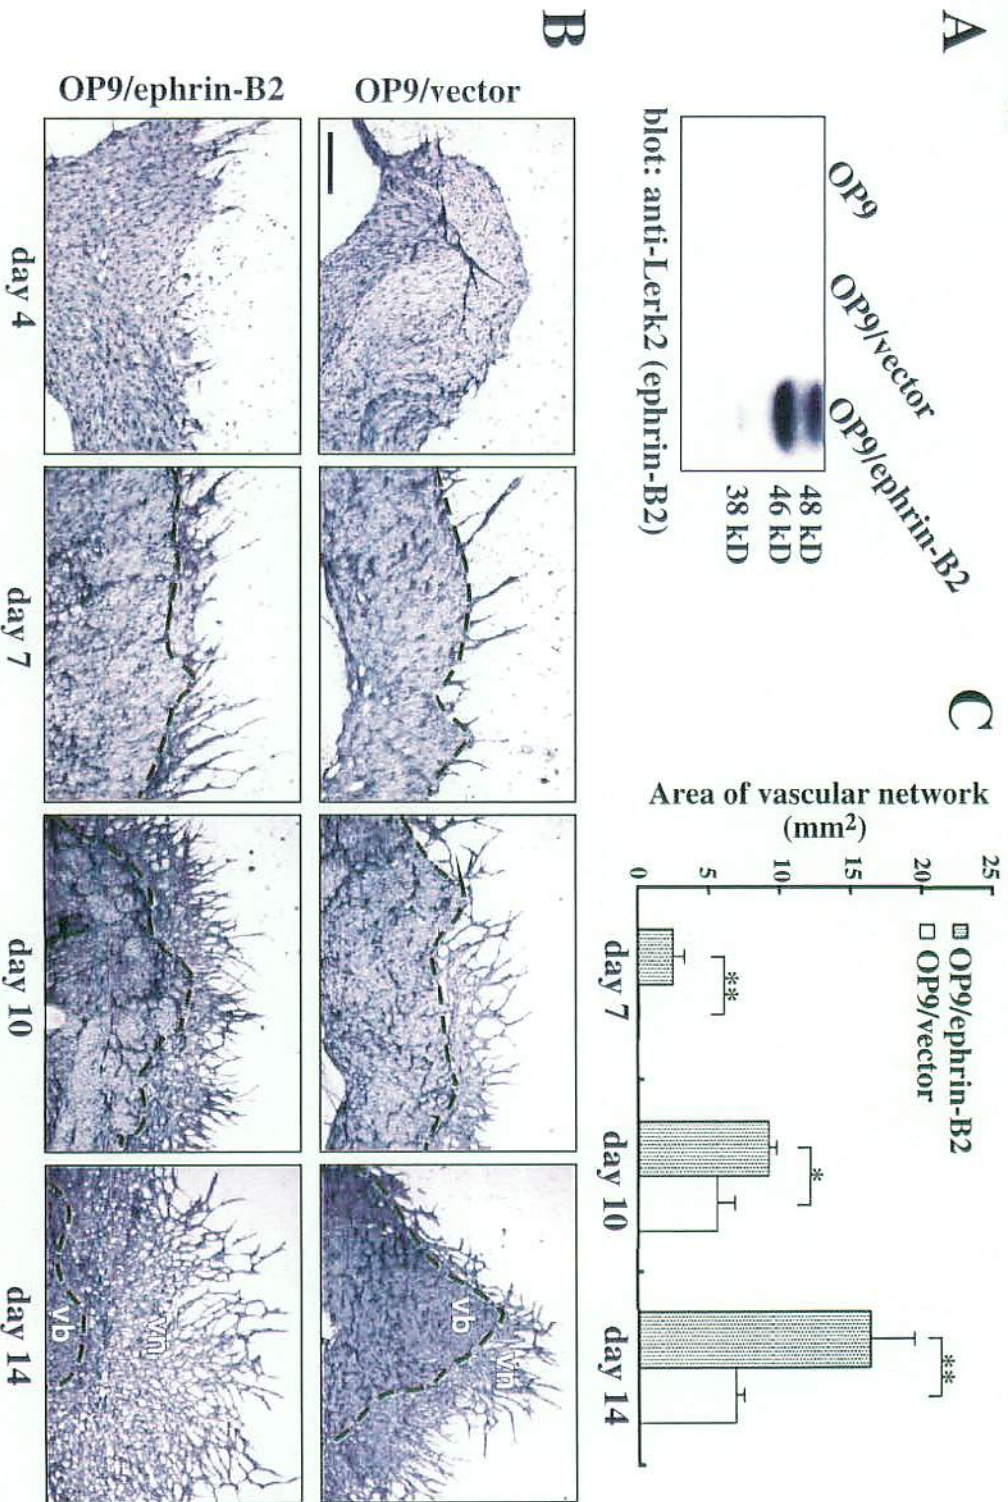 A
OP9
OP9/vector
OP9/ephrin-B2
48 kD
46 kD
38 kD
blot: anti-Lerk2 (ephrin-B2)
C
Area of vascular network
(mm2)
25
20
15
10
5
0
OP9/ephrin-B2
OP9/vector
**
*
**
day 7
day 10
day 14
B
OP9/vector
OP9/ephrin-B2
vb
vn
vn
vb
day 4
day 7
day 10
day 14